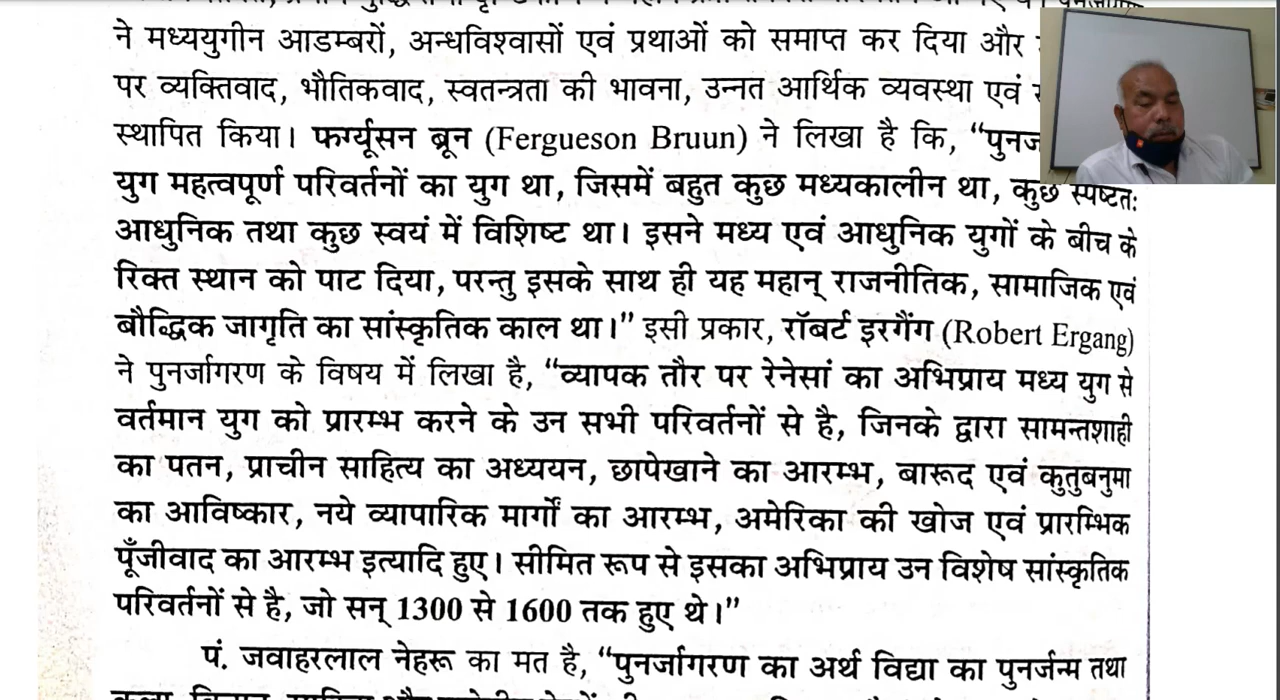 ने मध्ययुगीन आडम्बरों, अन्धविश्वासों एवं प्रथाओं को समाप्त कर दिया और
पर व्यक्तिवाद, भौतिकवाद, स्वतन्त्रता की भावना, उन्नत आर्थिक व्यवस्था एवं
स्थापित किया। फर्ग्यूसन ब्रून (Fergueson Bruun) ने लिखा है कि,
युग महत्वपूर्ण परिवर्तनों का युग था, जिसमें बहुत कुछ मध्यकालीन था, कुछ स्पष्टतः
आधुनिक तथा कुछ स्वयं में विशिष्ट था। इसने मध्य एवं आधुनिक युगों के बीच के
रिक्त स्थान को पाट दिया, परन्तु इसके साथ ही यह महान् राजनीतिक, सामाजिक एवं
बौद्धिक जागृति का सांस्कृतिक काल था।” इसी प्रकार, रॉबर्ट इरगैंग (Robert Ergang)
ने पुनर्जागरण के विषय में लिखा है, “व्यापक तौर पर रेनेसां का अभिप्राय मध्य युग से
वर्तमान युग को प्रारम्भ करने के उन सभी परिवर्तनों से है, जिनके द्वारा सामन्तशाही
का पतन, प्राचीन साहित्य का अध्ययन, छापेखाने का आरम्भ, बारूद एवं कुतुबनुमा
का आविष्कार, नये व्यापारिक मार्गों का आरम्भ, अमेरिका की खोज एवं प्रारम्भिक
पूँजीवाद का आरम्भ इत्यादि हुए। सीमित रूप से इसका अभिप्राय उन विशेष सांस्कृतिक
परिवर्तनों से है, जो सन् 1300 से 1600 तक हुए थे।”
पं. जवाहरलाल नेहरू का मत है, “पुनर्जागरण का अर्थ विद्या का पुनर्जन्म तथा